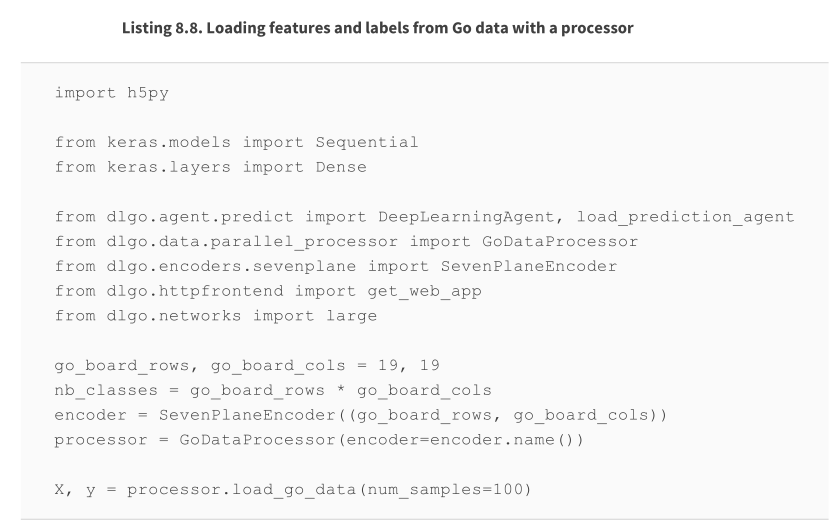 Listing 8.8. Loading features and labels from Go data with a processor
import h5py
from keras.models import Sequential
from keras.layers import Dense
from dlgo.agent.predict import DeepLearningAgent, load_prediction_agent
from dlgo.data.parallel_processor import GoDataProcessor
from dlgo.encoders.sevenplane import SevenPlaneEncoder
from dlgo.httpfrontend import get_web_app
from dlgo.networks import large
go_board_rows, go_board_cols = 19, 19
nb_classes = go_board_rows * go_board_cols
encoder = SevenPlaneEncoder((go_board_rows, go_board_cols))
processor = GoDataProcessor(encoder=encoder.name())
X, y = processor.load_go_data(num_samples=100)